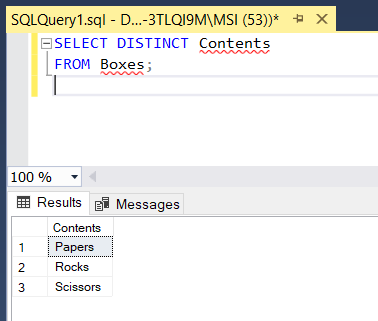 SQLQuery1.sql - D...-3TLQI9M\MSI (53))*
SELECT DISTINCT Contents
FROM Boxes;
100 %
Results Messages
Contents
1 Papers
2 Rocks
3 Scissors